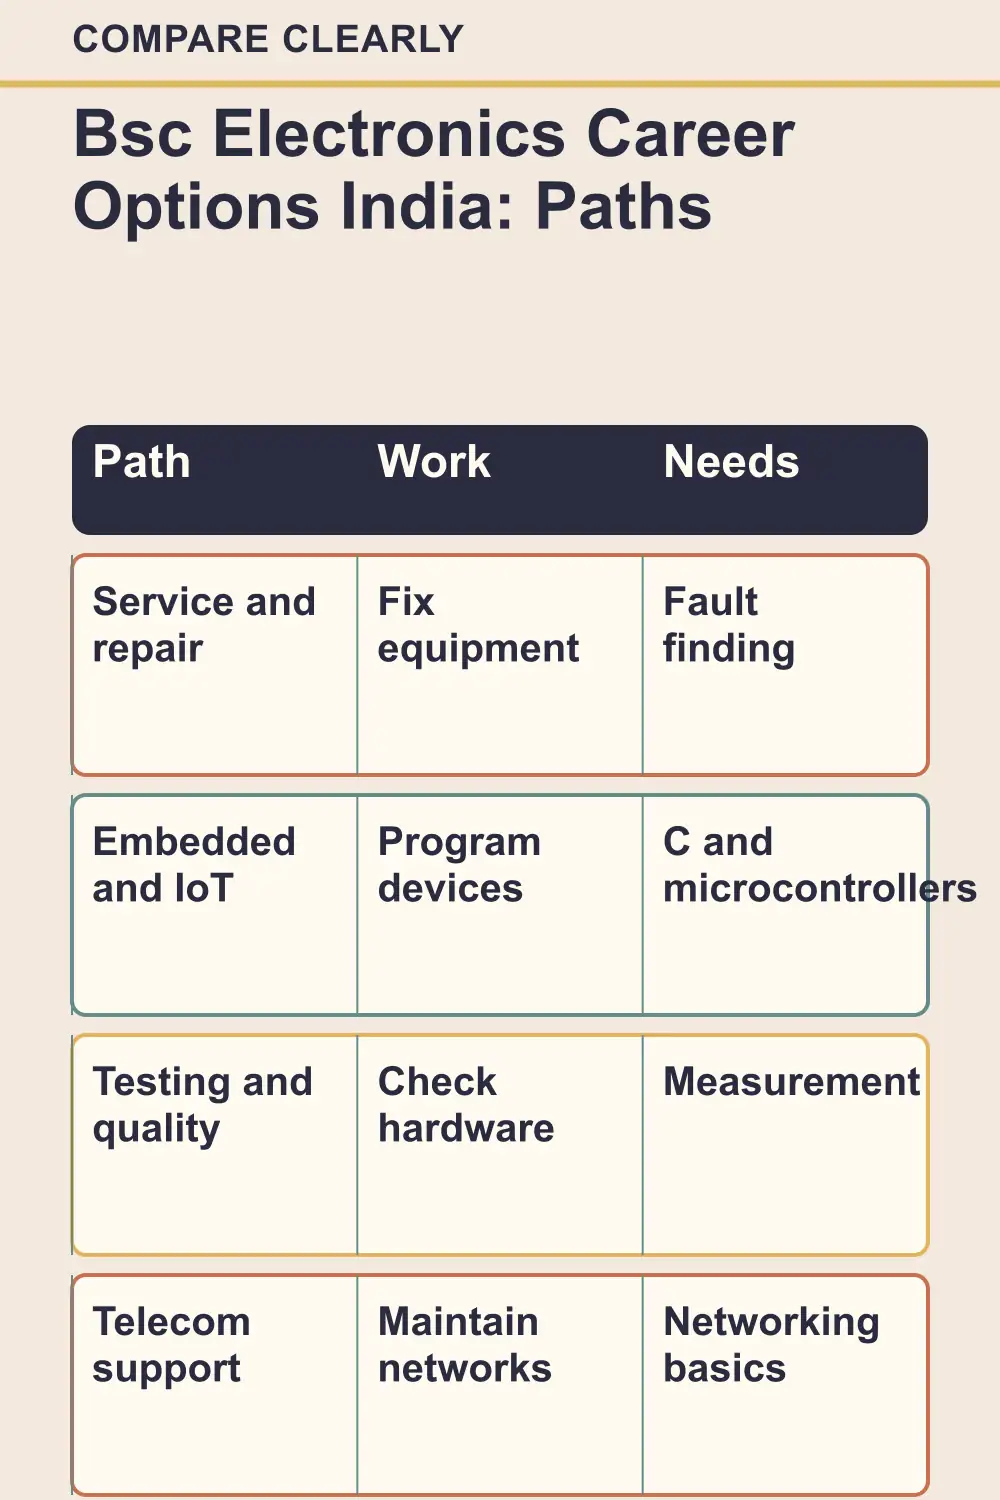 COMPARE CLEARLY
Bsc Electronics Career
Options India: Paths
Path Work Needs
Service and Fix Fault
repair equipment finding
Embedded Program C and
and IoT devices microcontrollers
Testing and Check Measurement
quality hardware
Telecom Maintain Networking
support networks basics